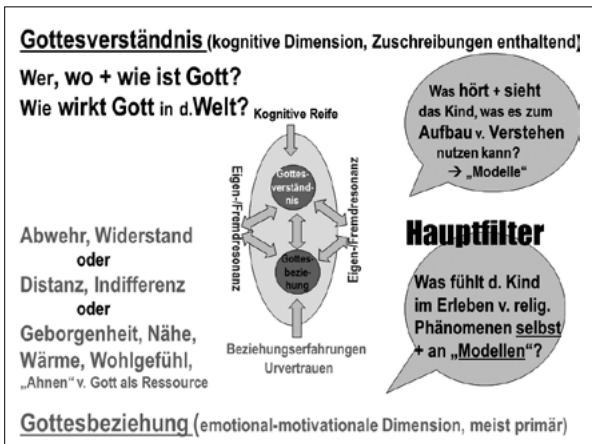 Gottesverständnis (kognitive Dimension, Zuschreibungen enthaltend)
Wer, wo + wie ist Gott?
Wie wirkt Gott in d.Welt?
Kognitive Reife
Was hört + sieht
das Kind, was es zum
Aufbau v. Verstehen
nutzen kann?
→ „Modelle"
Eigen-/Fremdresonanz
Gottes-
verständ-
nis
Eigen-/Fremdresonanz
Gottes-
bezie-
hung
Abwehr, Widerstand
oder
Distanz, Indifferenz
oder
Geborgenheit, Nähe,
Wärme, Wohlgefühl,
„Ahnen" v. Gott als Ressource
Beziehungserfahrungen
Urvertrauen
Hauptfilter
Was fühlt d. Kind
im Erleben v. relig.
Phänomenen selbst
+ an „Modellen"?
Gottesbeziehung (emotional-motivationale Dimension, meist primär)